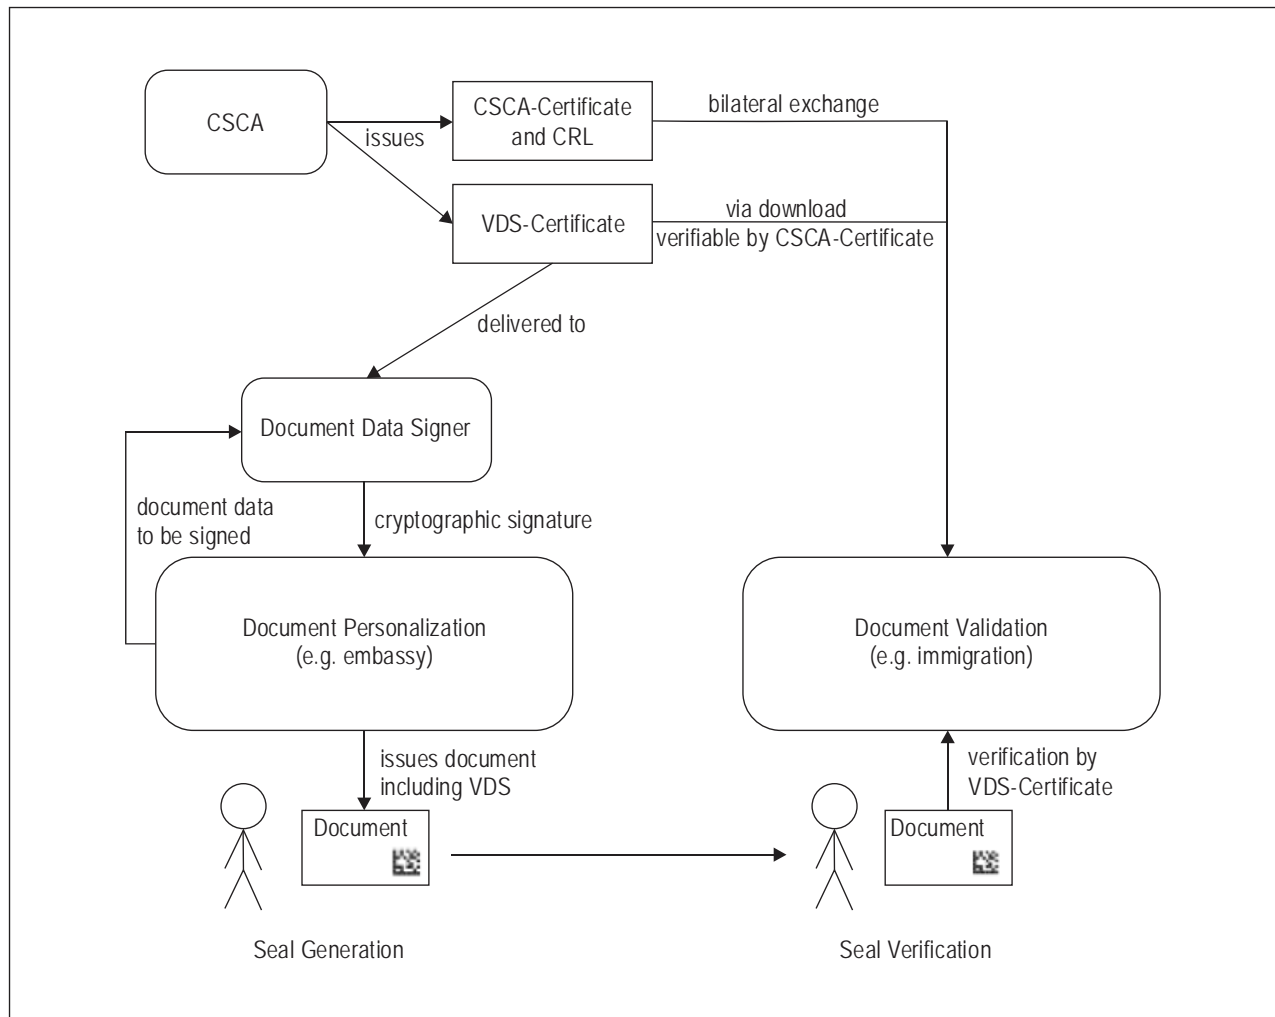 CSCA
CSCA-Certificate
and CRL
bilateral exchange
issues
VDS-Certificate
via download
verifiable by CSCA-Certificate
delivered to
Document Data Signer
document data
to be signed
cryptographic signature
Document Personalization
(e.g. embassy)
Document Validation
(e.g. immigration)
issues document
including VDS
verification by
VDS-Certificate
Document
Document
Seal Generation
Seal Verification